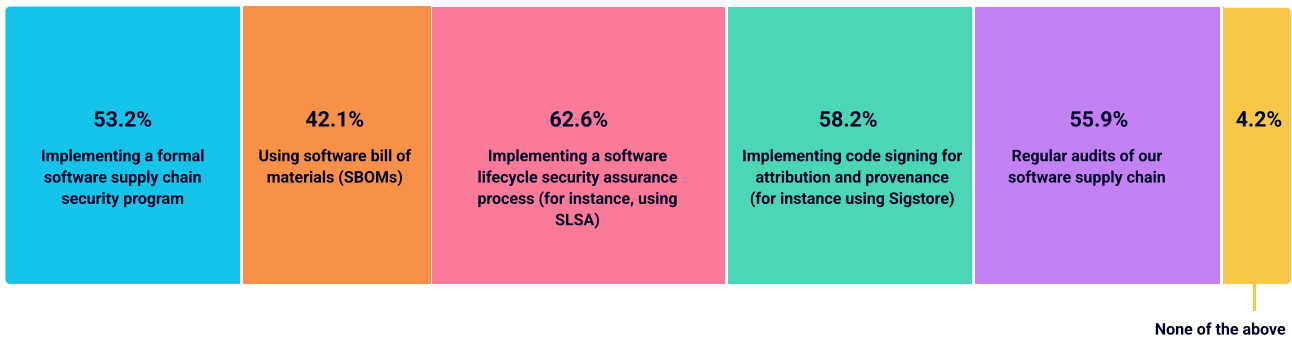 53.2%
Implementing a formal
software supply chain
security program
42.1%
Using software bill of
materials (SBOMs)
62.6%
Implementing a software
lifecycle security assurance
process (for instance, using
SLSA)
58.2%
Implementing code signing for
attribution and provenance
(for instance using Sigstore)
55.9%
Regular audits of our
software supply chain
4.2%
None of the above